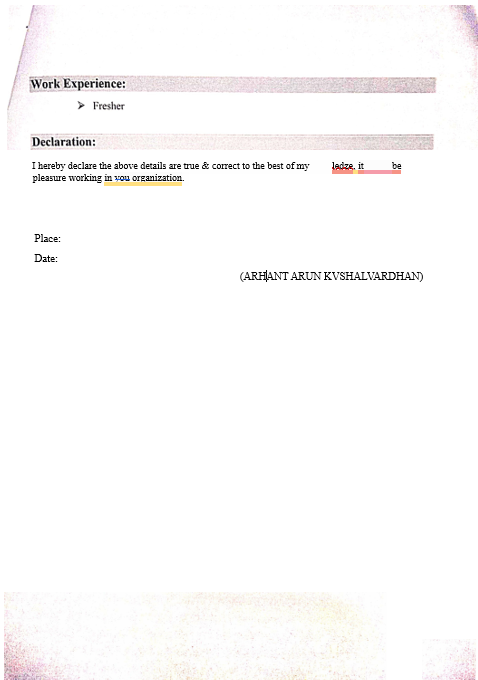 Work Experience:
➤ Fresher
Declaration:
I hereby declare the above details are true & correct to the best of my ledze, it be
pleasure working in you organization.
Place:
Date:
(ARHANT ARUN KVSHALVARDHAN)